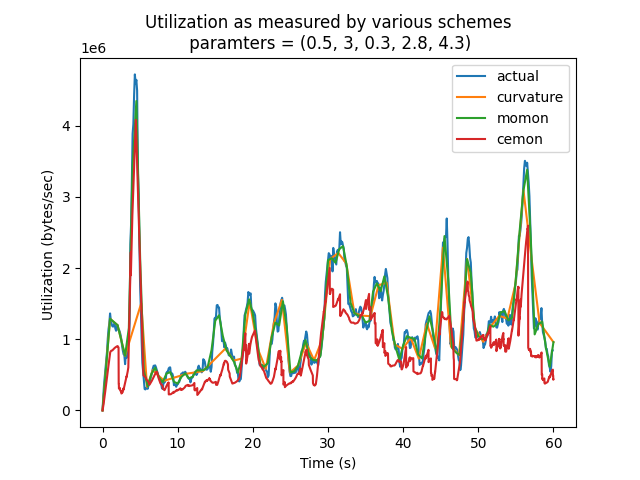 Utilization as measured by various schemes
paramters = (0.5, 3, 0.3, 2.8, 4.3)
1e6
actual
curvature
momon
cemon
4
3
2
1
0
Utilization (bytes/sec)
0 10 20 30 40 50 60
Time (s)